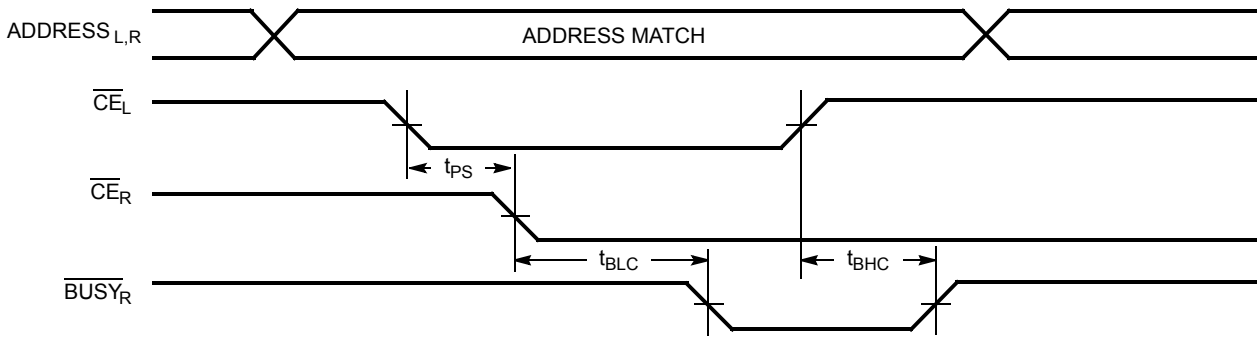 ADDRESS L,R
ADDRESS MATCH
CEL
tPS
CER
tBLC
tBHC
BUSYR